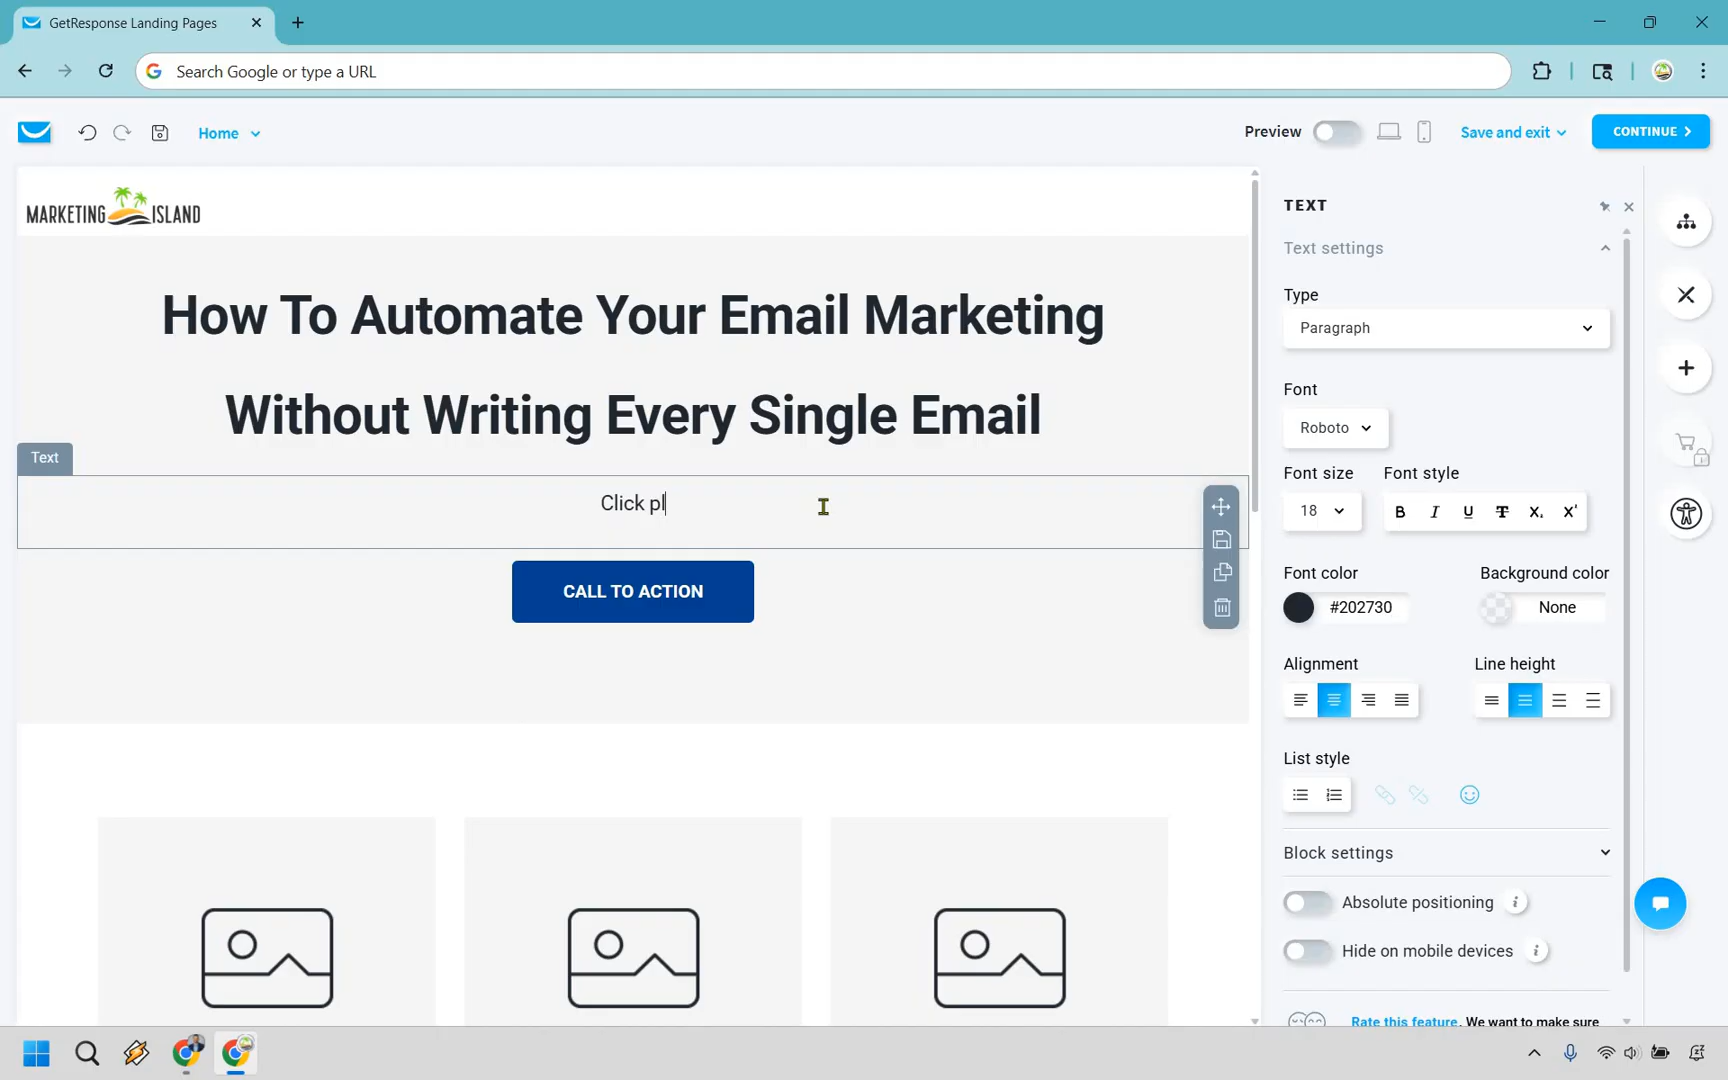 GetResponse Landing Pages
Search Google or type a URL
Home
Preview
Save and exit
CONTINUE
MARKETING ISLAND
How To Automate Your Email Marketing
Without Writing Every Single Email
Text
Click pl
CALL TO ACTION
TEXT
Text settings
Type
Paragraph
Font
Roboto
Font size
Font style
18
B I U T X, X'
Font color
Background color
#202730
None
Alignment
Line height
List style
Block settings
Absolute positioning
Hide on mobile devices
Rate this feature. We want to make sure